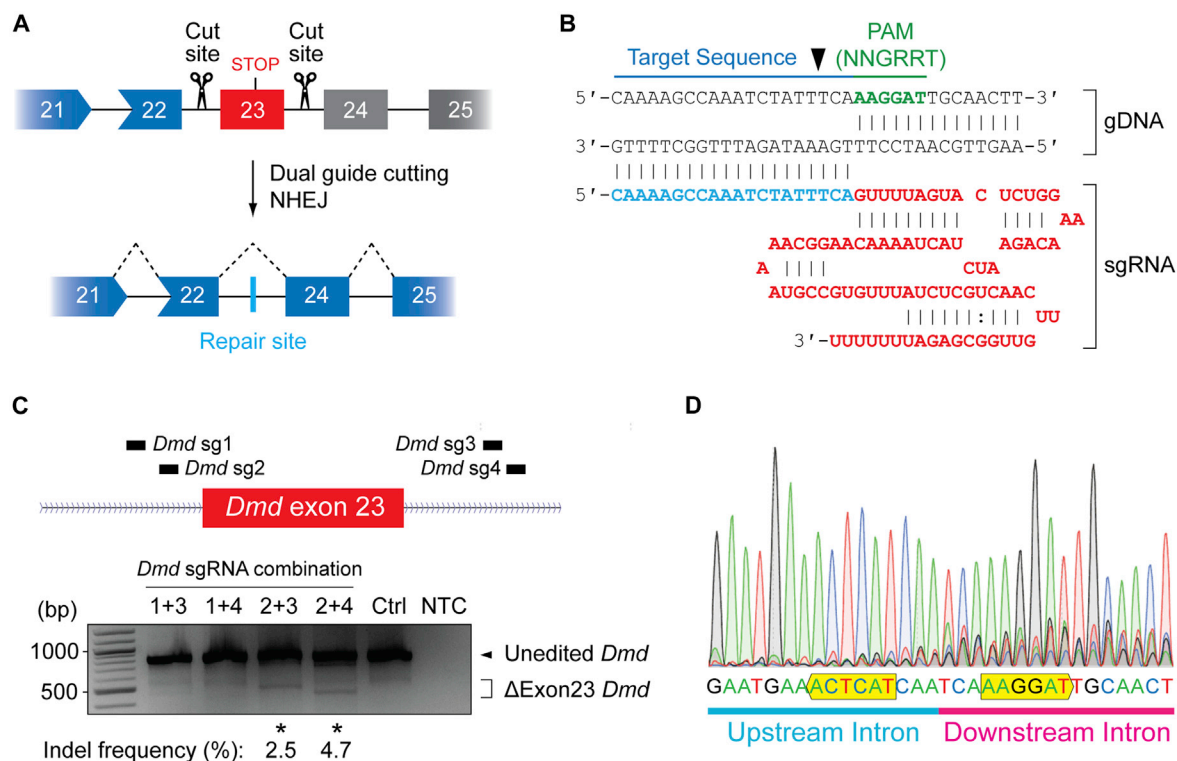 A
Cut site
Cut site
STOP
21 22 23 24 25
Dual guide cutting
NHEJ
21 22 24 25
Repair site
B
Target Sequence
PAM
(NNGRRT)
5′-CAAAAGCCAAATCTATTTCAAAGGATTGCAACTT-3′
3′-GTTTTCGGTTTAGATAAAGTTTCCTAACGTTGAA-5′
gDNA
5′-CAAAAGCCAAATCTATTTCAGUUUUAGUA C UCUGG
AA
AACGGAACAAAAUCAU AGACA
A
CUA
AUGCCGUGUUUAUCUCGUCAAC
UU
3′-UUUUUUUAGAGCGGUUG
sgRNA
C
Dmd sg1
Dmd sg2
Dmd sg3
Dmd sg4
Dmd exon 23
Dmd sgRNA combination
(bp) 1+3 1+4 2+3 2+4 Ctrl NTC
1000
500
Unedited Dmd
ΔExon23 Dmd
* *
Indel frequency (%): 2.5 4.7
D
GAATGAAACTCATCAATCAAAGGATTGCAACT
Upstream Intron
Downstream Intron